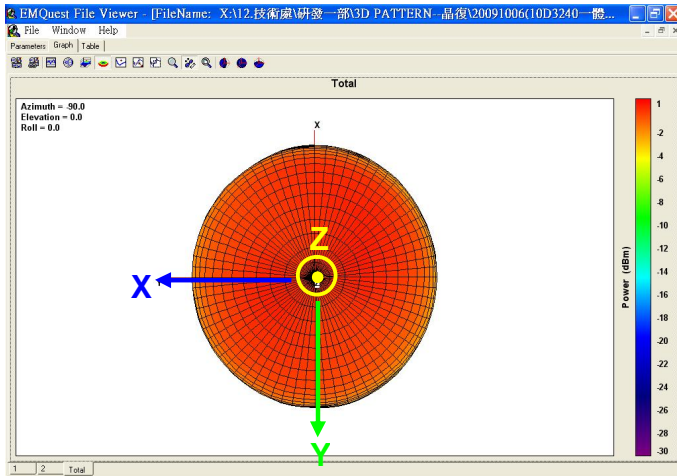 EMQuest File Viewer - [FileName: X:\12.技術處\研發一部\3D PATTERN--晶復\20091006(10D3240一體...
File Window Help
Parameters Graph Table
Total
Azimuth = -90.0
Elevation = 0.0
Roll = 0.0
X
Z
X
Y
Power (dBm)
1
-2
-4
-6
-8
-10
-12
-14
-16
-18
-20
-22
-24
-26
-28
-30
1 2 Total